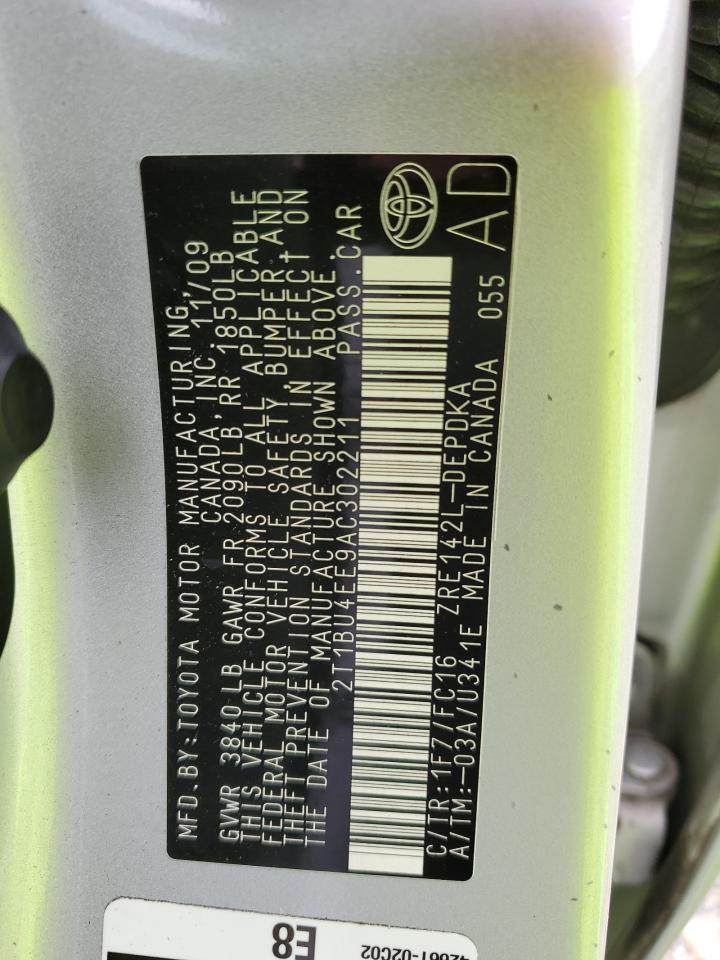 MFD.BY:TOYOTA MOTOR MANUFACTURING,
CANADA,INC. 11/09
GVWR 3840 LB GAWR FR 2090LB,RR 1850LB
THIS VEHICLE CONFORMS TO ALL APPLICABLE
FEDERAL MOTOR VEHICLE SAFETY,BUMPER,AND
THEFT PREVENTION STANDARDS IN EFFECT ON
THE DATE OF MANUFACTURE SHOWN ABOVE.
2T1BU4EE9AC302211 PASS.CAR
C/TR:1F7/FC16 ZRE142L-DEPDKA
A/TM:-03A/U341E MADE IN CANADA 055
AD
E8
42661-02C02